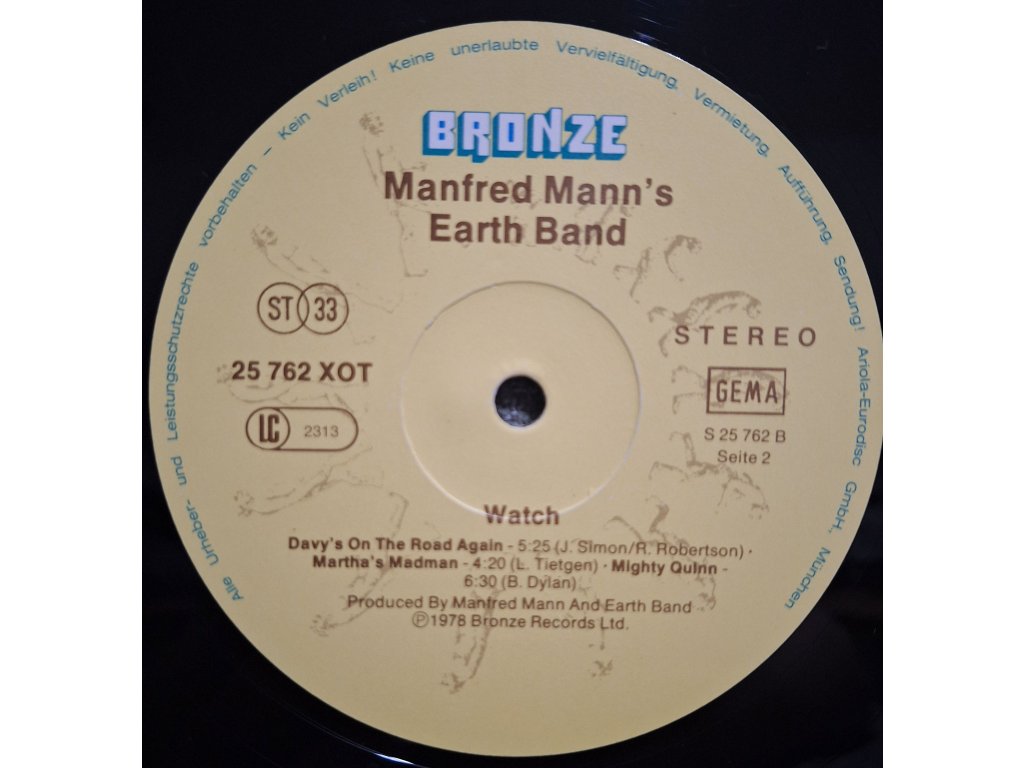 Alle Urheber- und Leistungsschutzrechte vorbehalten – Kein Verleih! Keine unerlaubte Vervielfältigung, Vermietung, Aufführung, Sendung! Ariola-Eurodisc GmbH, München
BRONZE
Manfred Mann's
Earth Band
ST 33
STEREO
25 762 XOT
GEMA
LC 2313
S 25 762 B
Seite 2
Watch
Davy's On The Road Again - 5:25 (J. Simon/R. Robertson) ·
Martha's Madman - 4:20 (L. Tietgen) · Mighty Quinn -
6:30 (B. Dylan)
Produced By Manfred Mann And Earth Band
℗1978 Bronze Records Ltd.